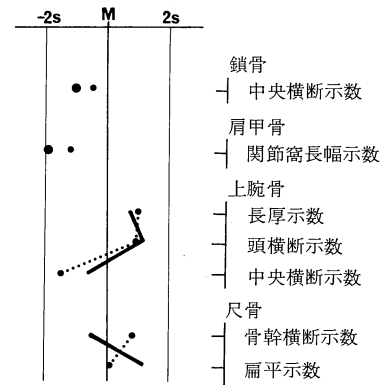 -2s M 2s
鎖骨
中央横断示数
肩甲骨
関節窩長幅示数
上腕骨
長厚示数
頭横断示数
中央横断示数
尺骨
骨幹横断示数
扁平示数